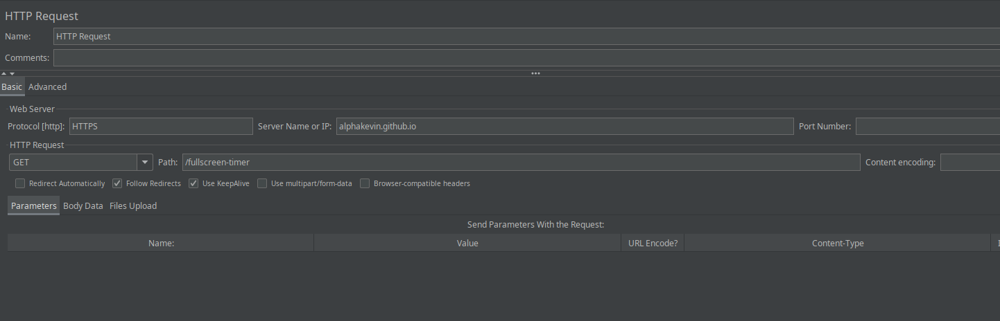 HTTP Request
Name: HTTP Request
Comments:
Basic Advanced
Web Server
Protocol [http]: HTTPS Server Name or IP: alphakevin.github.io Port Number:
HTTP Request
GET Path: /fullscreen-timer Content encoding:
Redirect Automatically Follow Redirects Use KeepAlive Use multipart/form-data Browser-compatible headers
Parameters Body Data Files Upload
Send Parameters With the Request:
Name: Value URL Encode? Content-Type